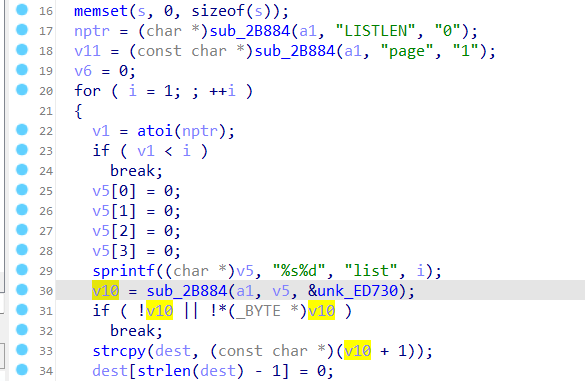 16 memset(s, 0, sizeof(s));
17 nptr = (char *)sub_2B884(a1, "LISTLEN", "0");
18 v11 = (const char *)sub_2B884(a1, "page", "1");
19 v6 = 0;
20 for ( i = 1; ; ++i )
21 {
22 v1 = atoi(nptr);
23 if ( v1 < i )
24 break;
25 v5[0] = 0;
26 v5[1] = 0;
27 v5[2] = 0;
28 v5[3] = 0;
29 sprintf((char *)v5, "%s%d", "list", i);
30 v10 = sub_2B884(a1, v5, &unk_ED730);
31 if ( !v10 || !*(_BYTE *)v10 )
32 break;
33 strcpy(dest, (const char *)(v10 + 1));
34 dest[strlen(dest) - 1] = 0;